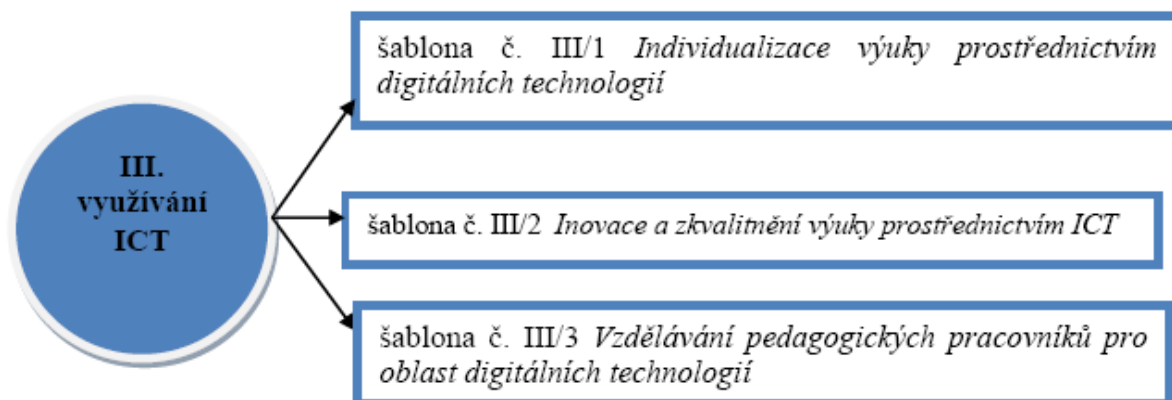 III.
využívání
ICT
šablona č. III/1 Individualizace výuky prostřednictvím
digitálních technologií
šablona č. III/2 Inovace a zkvalitnění výuky prostřednictvím ICT
šablona č. III/3 Vzdělávání pedagogických pracovníků pro
oblast digitálních technologií